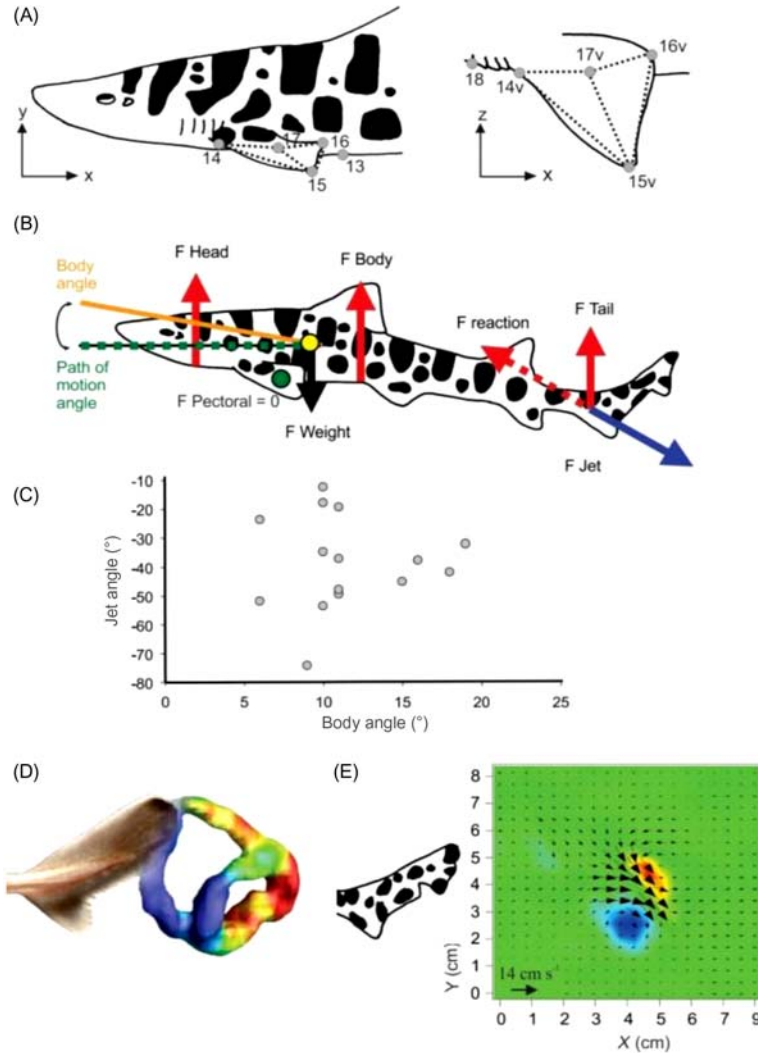 (A)
y
x
14
17
16
13
15
z
x
18
14v
17v
16v
15v
(B)
Body
angle
Path of
motion
angle
F Head
F Body
F reaction
F Tail
F Pectoral = 0
F Weight
F Jet
(C)
Jet angle (°)
-10
-20
-30
-40
-50
-60
-70
-80
0 5 10 15 20 25
Body angle (°)
(D)
(E)
Y (cm)
8
7
6
5
4
3
2
1
0
14 cm s⁻¹
0 1 2 3 4 5 6 7 8 9
X (cm)